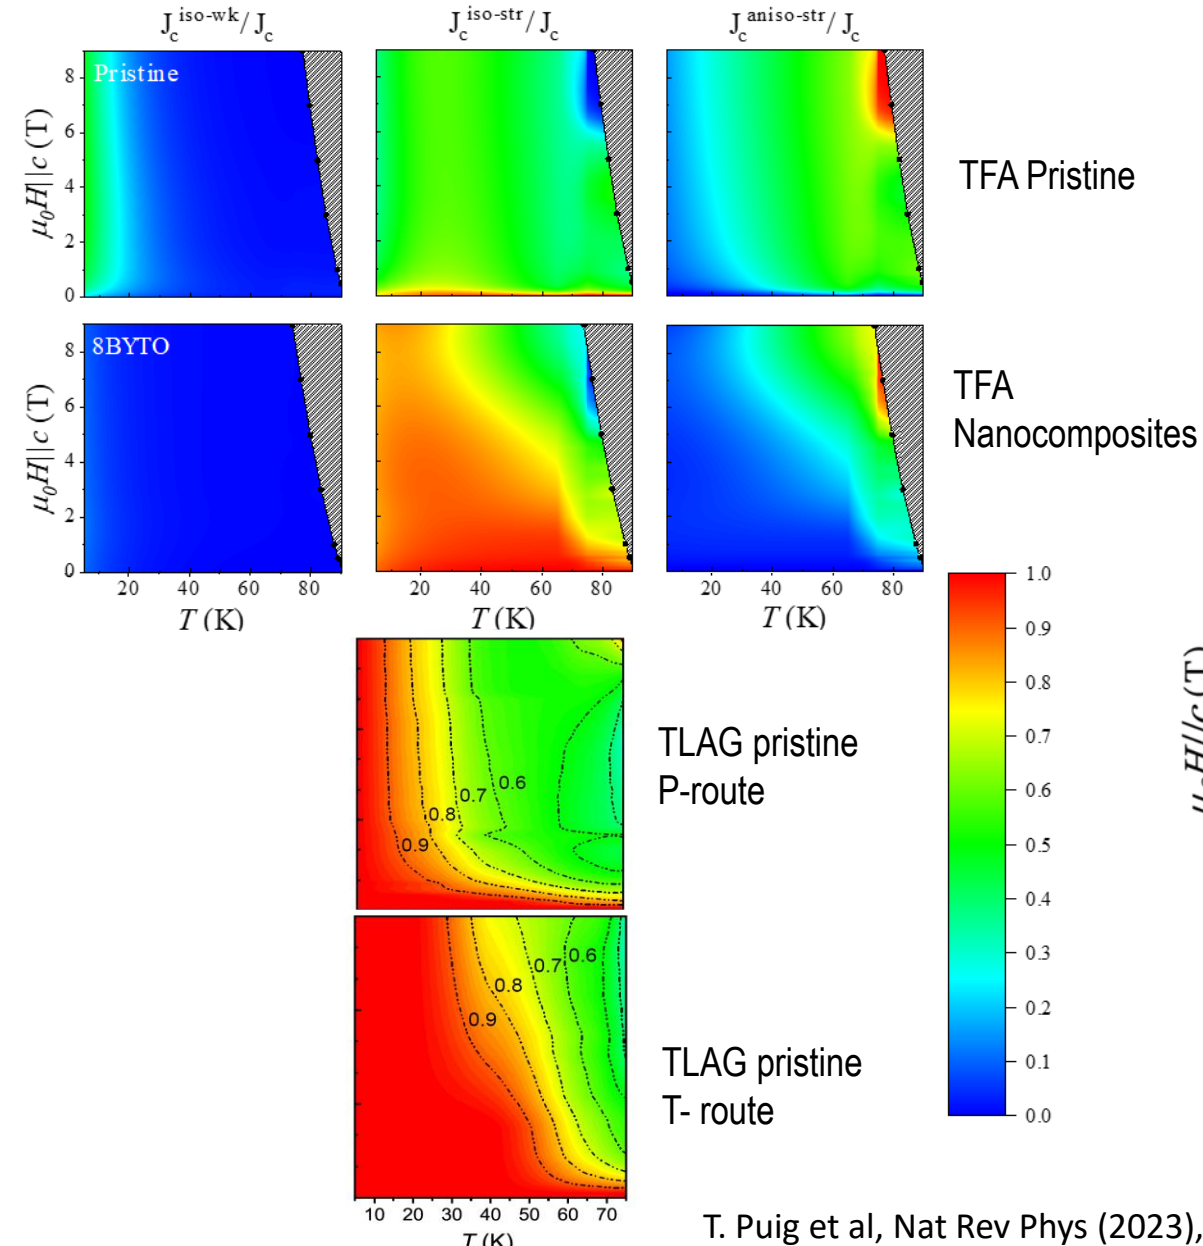 J_c^iso-wk/ J_c
J_c^iso-str/ J_c
J_c^aniso-str/ J_c
μ₀H||c (T)
8
6
4
2
0
Pristine
TFA Pristine
μ₀H||c (T)
8
6
4
2
0
8BYTO
TFA
Nanocomposites
20 40 60 80
20 40 60 80
20 40 60 80
T (K)
T (K)
T (K)
0.9
0.8
0.7
0.6
TLAG pristine
P-route
0.9
0.8
0.7
0.6
TLAG pristine
T- route
10 20 30 40 50 60 70
T (K)
1.0
0.9
0.8
0.7
0.6
0.5
0.4
0.3
0.2
0.1
0.0
μ₀H//c (T)
T. Puig et al, Nat Rev Phys (2023),